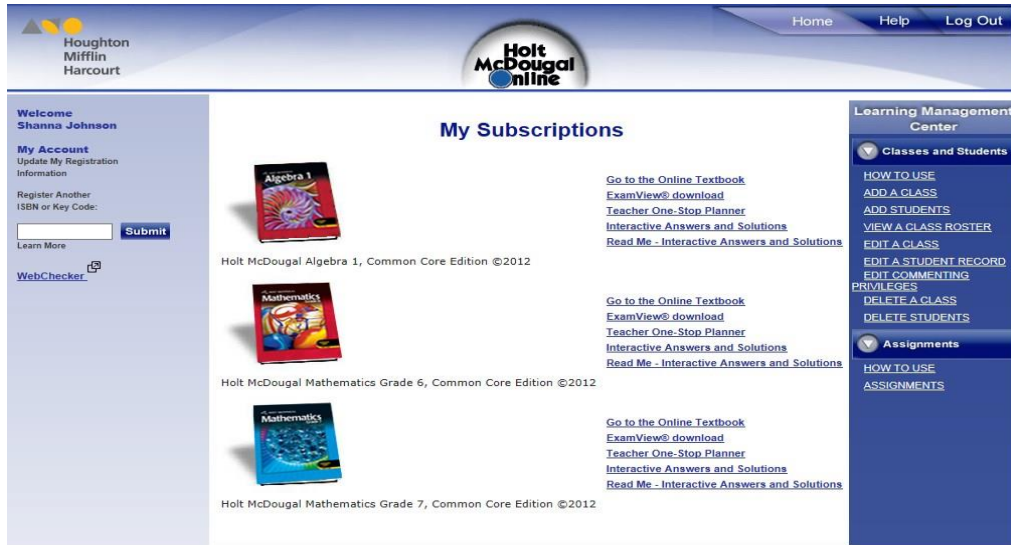 Houghton
Mifflin
Harcourt
Holt
McDougal
Online
Home Help Log Out
Welcome
Shanna Johnson
My Account
Update My Registration
Information
Register Another
ISBN or Key Code:
Submit
Learn More
WebChecker
My Subscriptions
Algebra 1
Go to the Online Textbook
ExamView® download
Teacher One-Stop Planner
Interactive Answers and Solutions
Read Me - Interactive Answers and Solutions
Holt McDougal Algebra 1, Common Core Edition ©2012
Mathematics
Go to the Online Textbook
ExamView® download
Teacher One-Stop Planner
Interactive Answers and Solutions
Read Me - Interactive Answers and Solutions
Holt McDougal Mathematics Grade 6, Common Core Edition ©2012
Mathematics
Go to the Online Textbook
ExamView® download
Teacher One-Stop Planner
Interactive Answers and Solutions
Read Me - Interactive Answers and Solutions
Holt McDougal Mathematics Grade 7, Common Core Edition ©2012
Learning Management
Center
Classes and Students
HOW TO USE
ADD A CLASS
ADD STUDENTS
VIEW A CLASS ROSTER
EDIT A CLASS
EDIT A STUDENT RECORD
EDIT COMMENTING
PRIVILEGES
DELETE A CLASS
DELETE STUDENTS
Assignments
HOW TO USE
ASSIGNMENTS